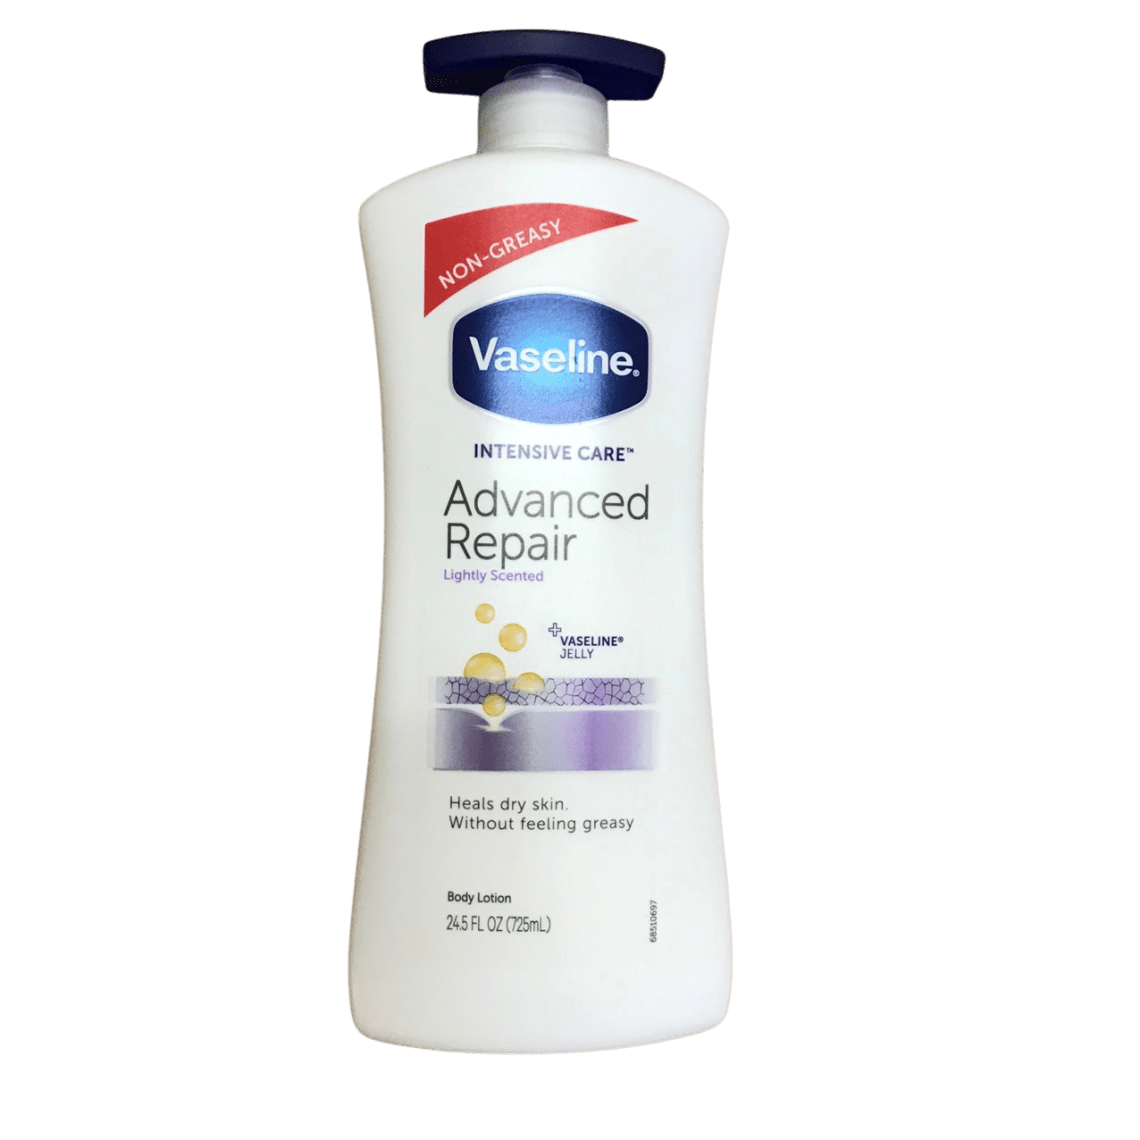 NON-GREASY
Vaseline®
INTENSIVE CARE™
Advanced
Repair
Lightly Scented
VASELINE®
JELLY
Heals dry skin.
Without feeling greasy
Body Lotion
24.5 FL OZ (725mL)
68510697